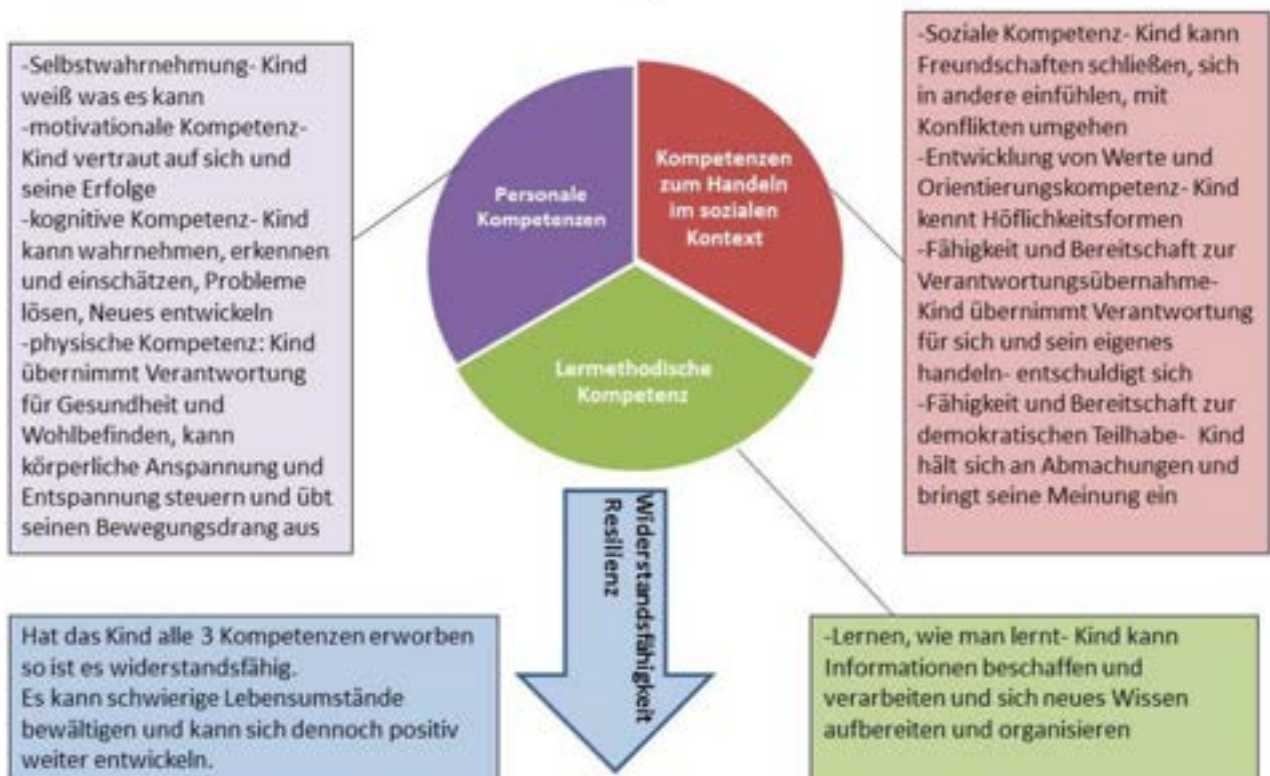 -Selbstwahrnehmung- Kind
weiß was es kann
-motivationale Kompetenz-
Kind vertraut auf sich und
seine Erfolge
-kognitive Kompetenz- Kind
kann wahrnehmen, erkennen
und einschätzen, Probleme
lösen, Neues entwickeln
-physische Kompetenz: Kind
übernimmt Verantwortung
für Gesundheit und
Wohlbefinden, kann
körperliche Anspannung und
Entspannung steuern und übt
seinen Bewegungsdrang aus
Personale
Kompetenzen
Kompetenzen
zum Handeln
im sozialen
Kontext
Lermethodische
Kompetenz
-Soziale Kompetenz- Kind kann
Freundschaften schließen, sich
in andere einfühlen, mit
Konflikten umgehen
-Entwicklung von Werte und
Orientierungskompetenz- Kind
kennt Höflichkeitsformen
-Fähigkeit und Bereitschaft zur
Verantwortungsübernahme-
Kind übernimmt Verantwortung
für sich und sein eigenes
handeln- entschuldigt sich
-Fähigkeit und Bereitschaft zur
demokratischen Teilhabe- Kind
hält sich an Abmachungen und
bringt seine Meinung ein
Widerstandsfähigkeit
Resilienz
Hat das Kind alle 3 Kompetenzen erworben
so ist es widerstandsfähig.
Es kann schwierige Lebensumstände
bewältigen und kann sich dennoch positiv
weiter entwickeln.
-Lernen, wie man lernt- Kind kann
Informationen beschaffen und
verarbeiten und sich neues Wissen
aufbereiten und organisieren